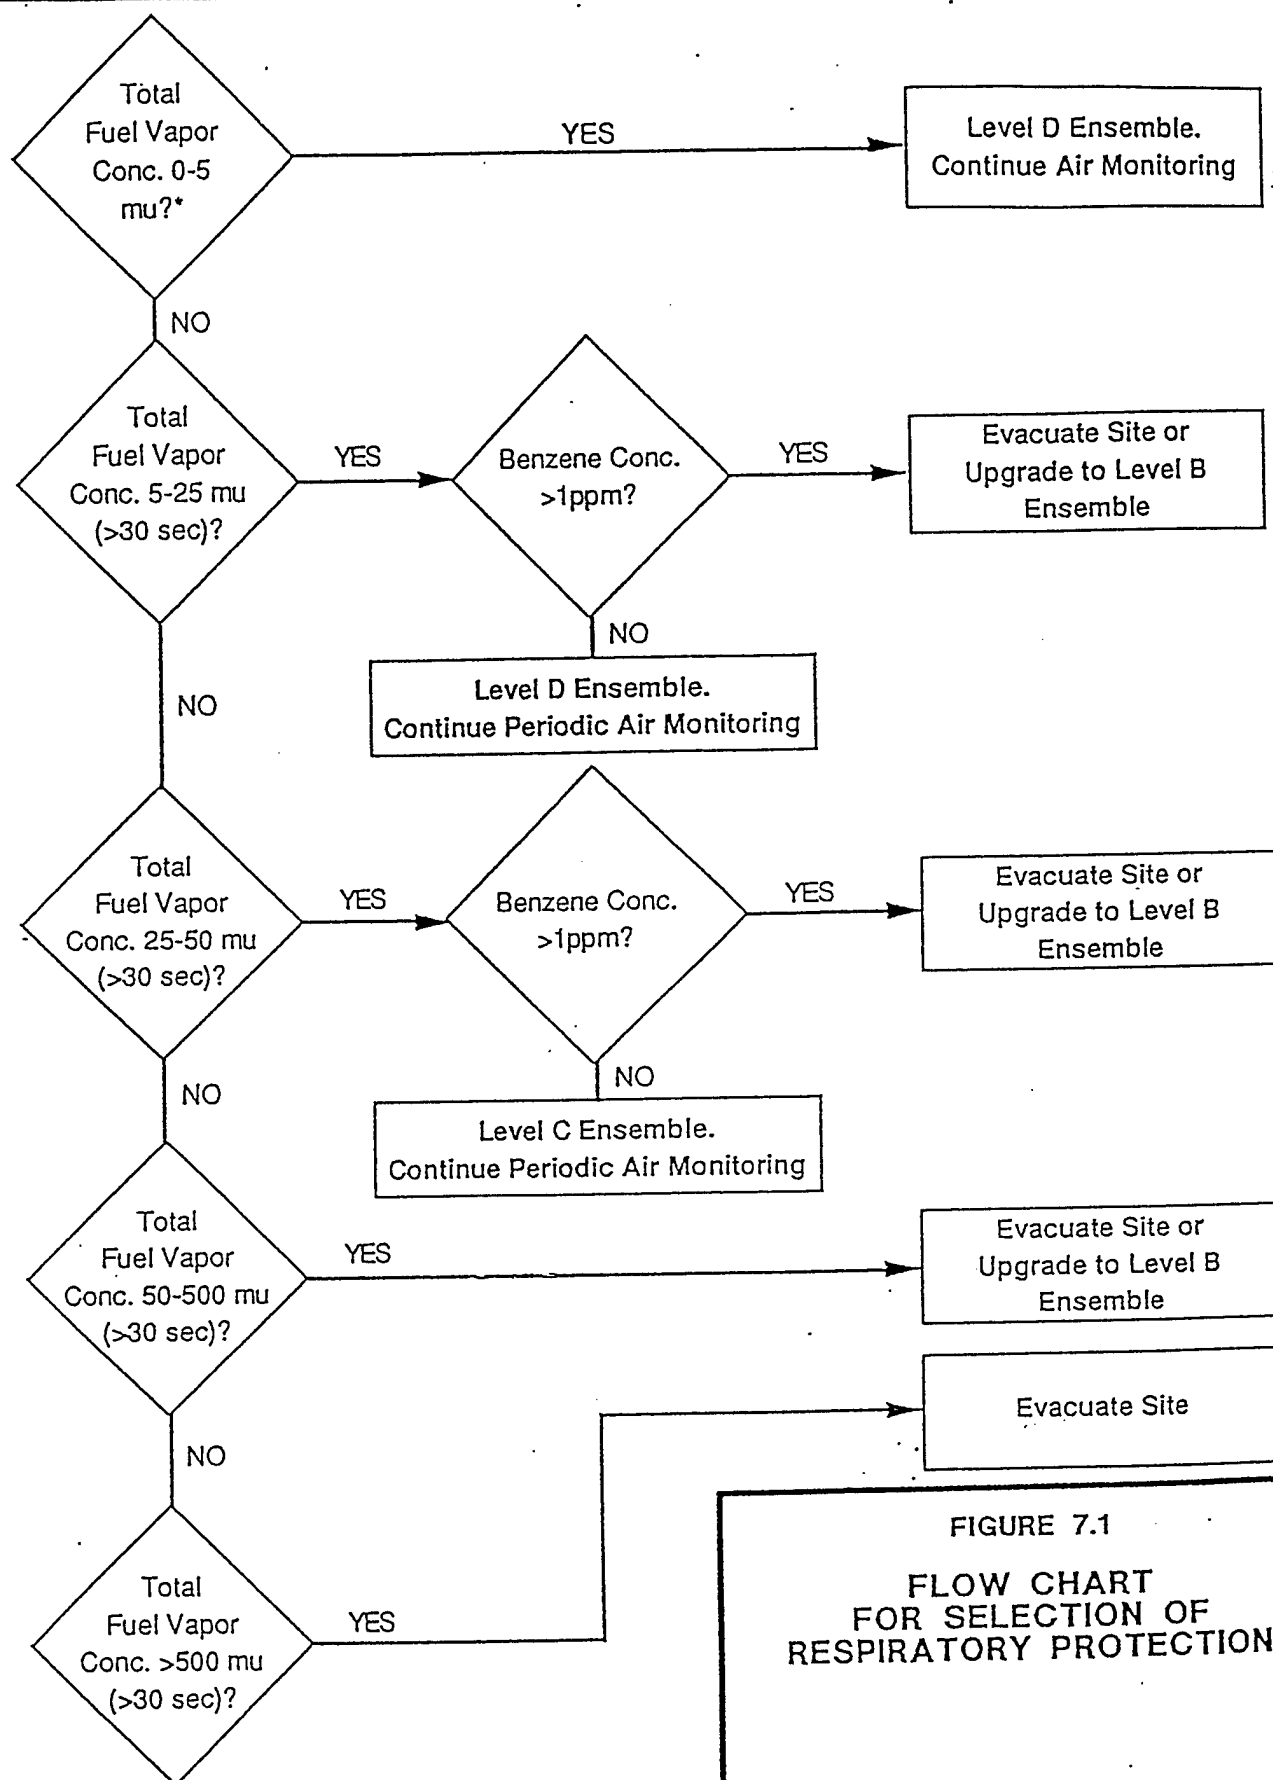 Total
Fuel Vapor
Conc. 0-5
mu?*
YES
Level D Ensemble.
Continue Air Monitoring
NO
Total
Fuel Vapor
Conc. 5-25 mu
(>30 sec)?
YES
Benzene Conc.
>1ppm?
YES
Evacuate Site or
Upgrade to Level B
Ensemble
NO
Level D Ensemble.
Continue Periodic Air Monitoring
NO
Total
Fuel Vapor
Conc. 25-50 mu
(>30 sec)?
YES
Benzene Conc.
>1ppm?
YES
Evacuate Site or
Upgrade to Level B
Ensemble
NO
Level C Ensemble.
Continue Periodic Air Monitoring
NO
Total
Fuel Vapor
Conc. 50-500 mu
(>30 sec)?
YES
Evacuate Site or
Upgrade to Level B
Ensemble
NO
Total
Fuel Vapor
Conc. >500 mu
(>30 sec)?
YES
Evacuate Site
FIGURE 7.1
FLOW CHART
FOR SELECTION OF
RESPIRATORY PROTECTION